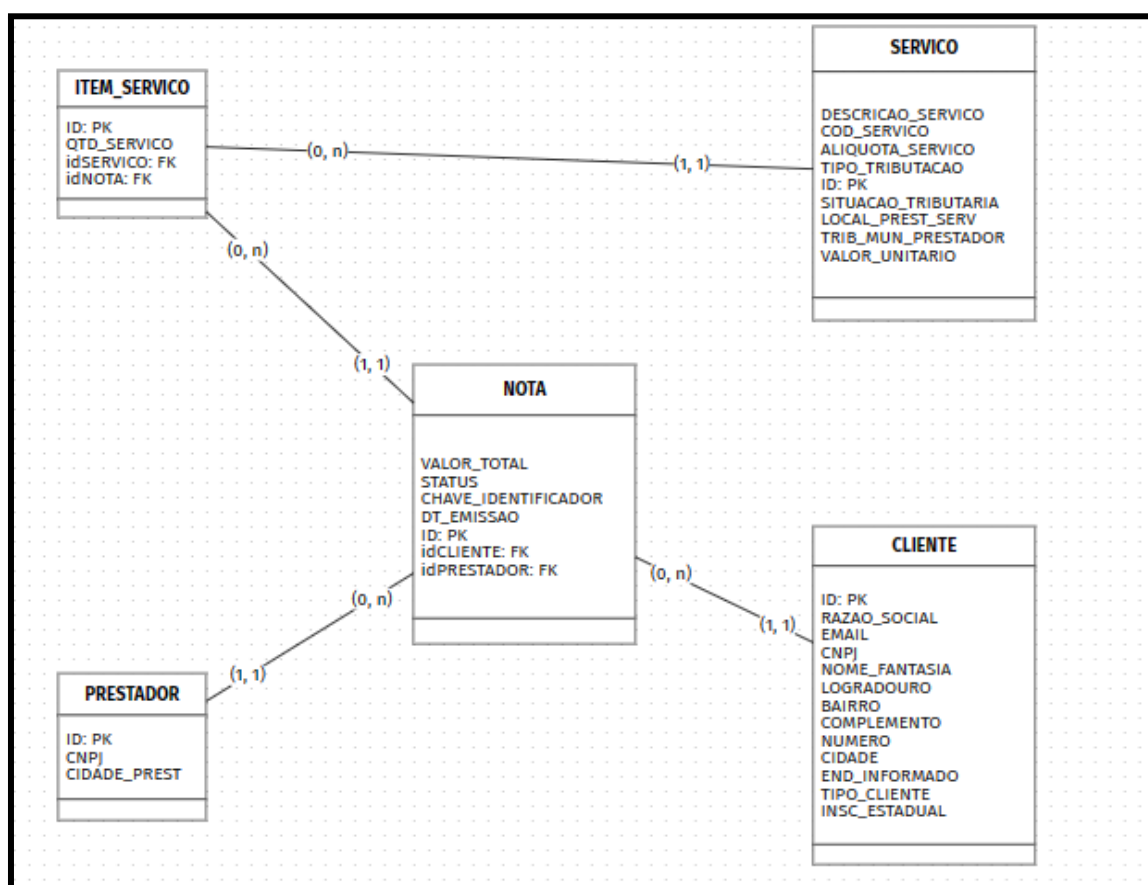 ITEM_SERVICO
ID: PK
QTD_SERVICO
idSERVICO: FK
idNOTA: FK
(0, n)
(1, 1)
SERVICO
DESCRICAO_SERVICO
COD_SERVICO
ALIQUOTA_SERVICO
TIPO_TRIBUTACAO
ID: PK
SITUACAO_TRIBUTARIA
LOCAL_PREST_SERV
TRIB_MUN_PRESTADOR
VALOR_UNITARIO
(0, n)
(1, 1)
NOTA
VALOR_TOTAL
STATUS
CHAVE_IDENTIFICADOR
DT_EMISSAO
ID: PK
idCLIENTE: FK
idPRESTADOR: FK
(0, n)
(1, 1)
PRESTADOR
ID: PK
CNPJ
CIDADE_PREST
(0, n)
(1, 1)
CLIENTE
ID: PK
RAZAO_SOCIAL
EMAIL
CNPJ
NOME_FANTASIA
LOGRADOURO
BAIRRO
COMPLEMENTO
NUMERO
CIDADE
END_INFORMADO
TIPO_CLIENTE
INSC_ESTADUAL